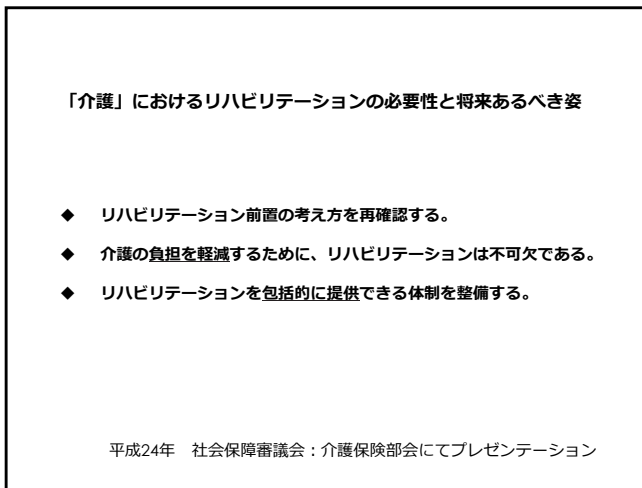 「介護」におけるリハビリテーションの必要性と将来あるべき姿
◆ リハビリテーション前置の考え方を再確認する。
◆ 介護の負担を軽減するために、リハビリテーションは不可欠である。
◆ リハビリテーションを包括的に提供できる体制を整備する。
平成24年 社会保障審議会：介護保険部会にてプレゼンテーション